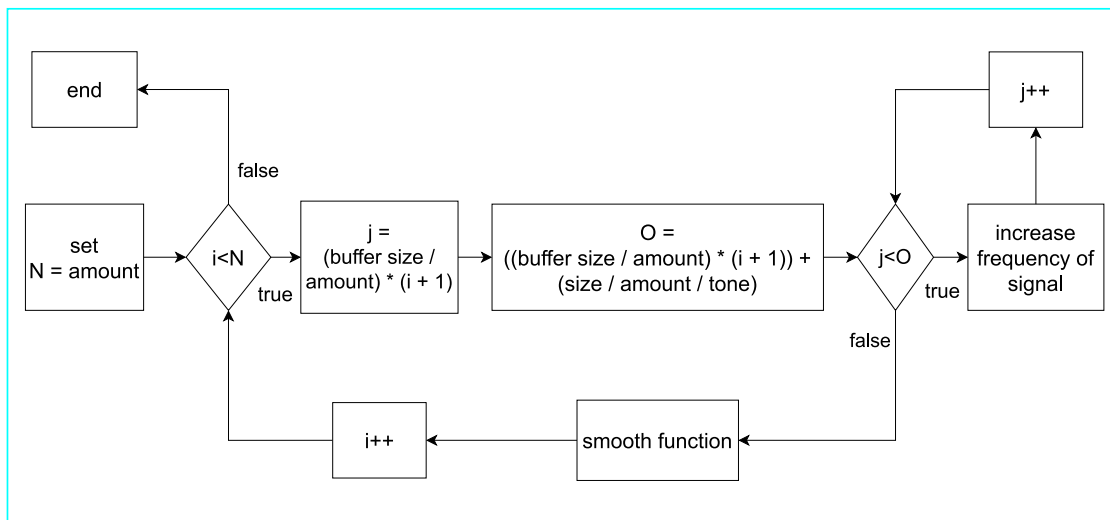 end
j++
false
set
N = amount
i<N
true
j =
(buffer size /
amount) * (i + 1)
O =
((buffer size / amount) * (i + 1)) +
(size / amount / tone)
j<O
true
increase
frequency of
signal
false
i++
smooth function